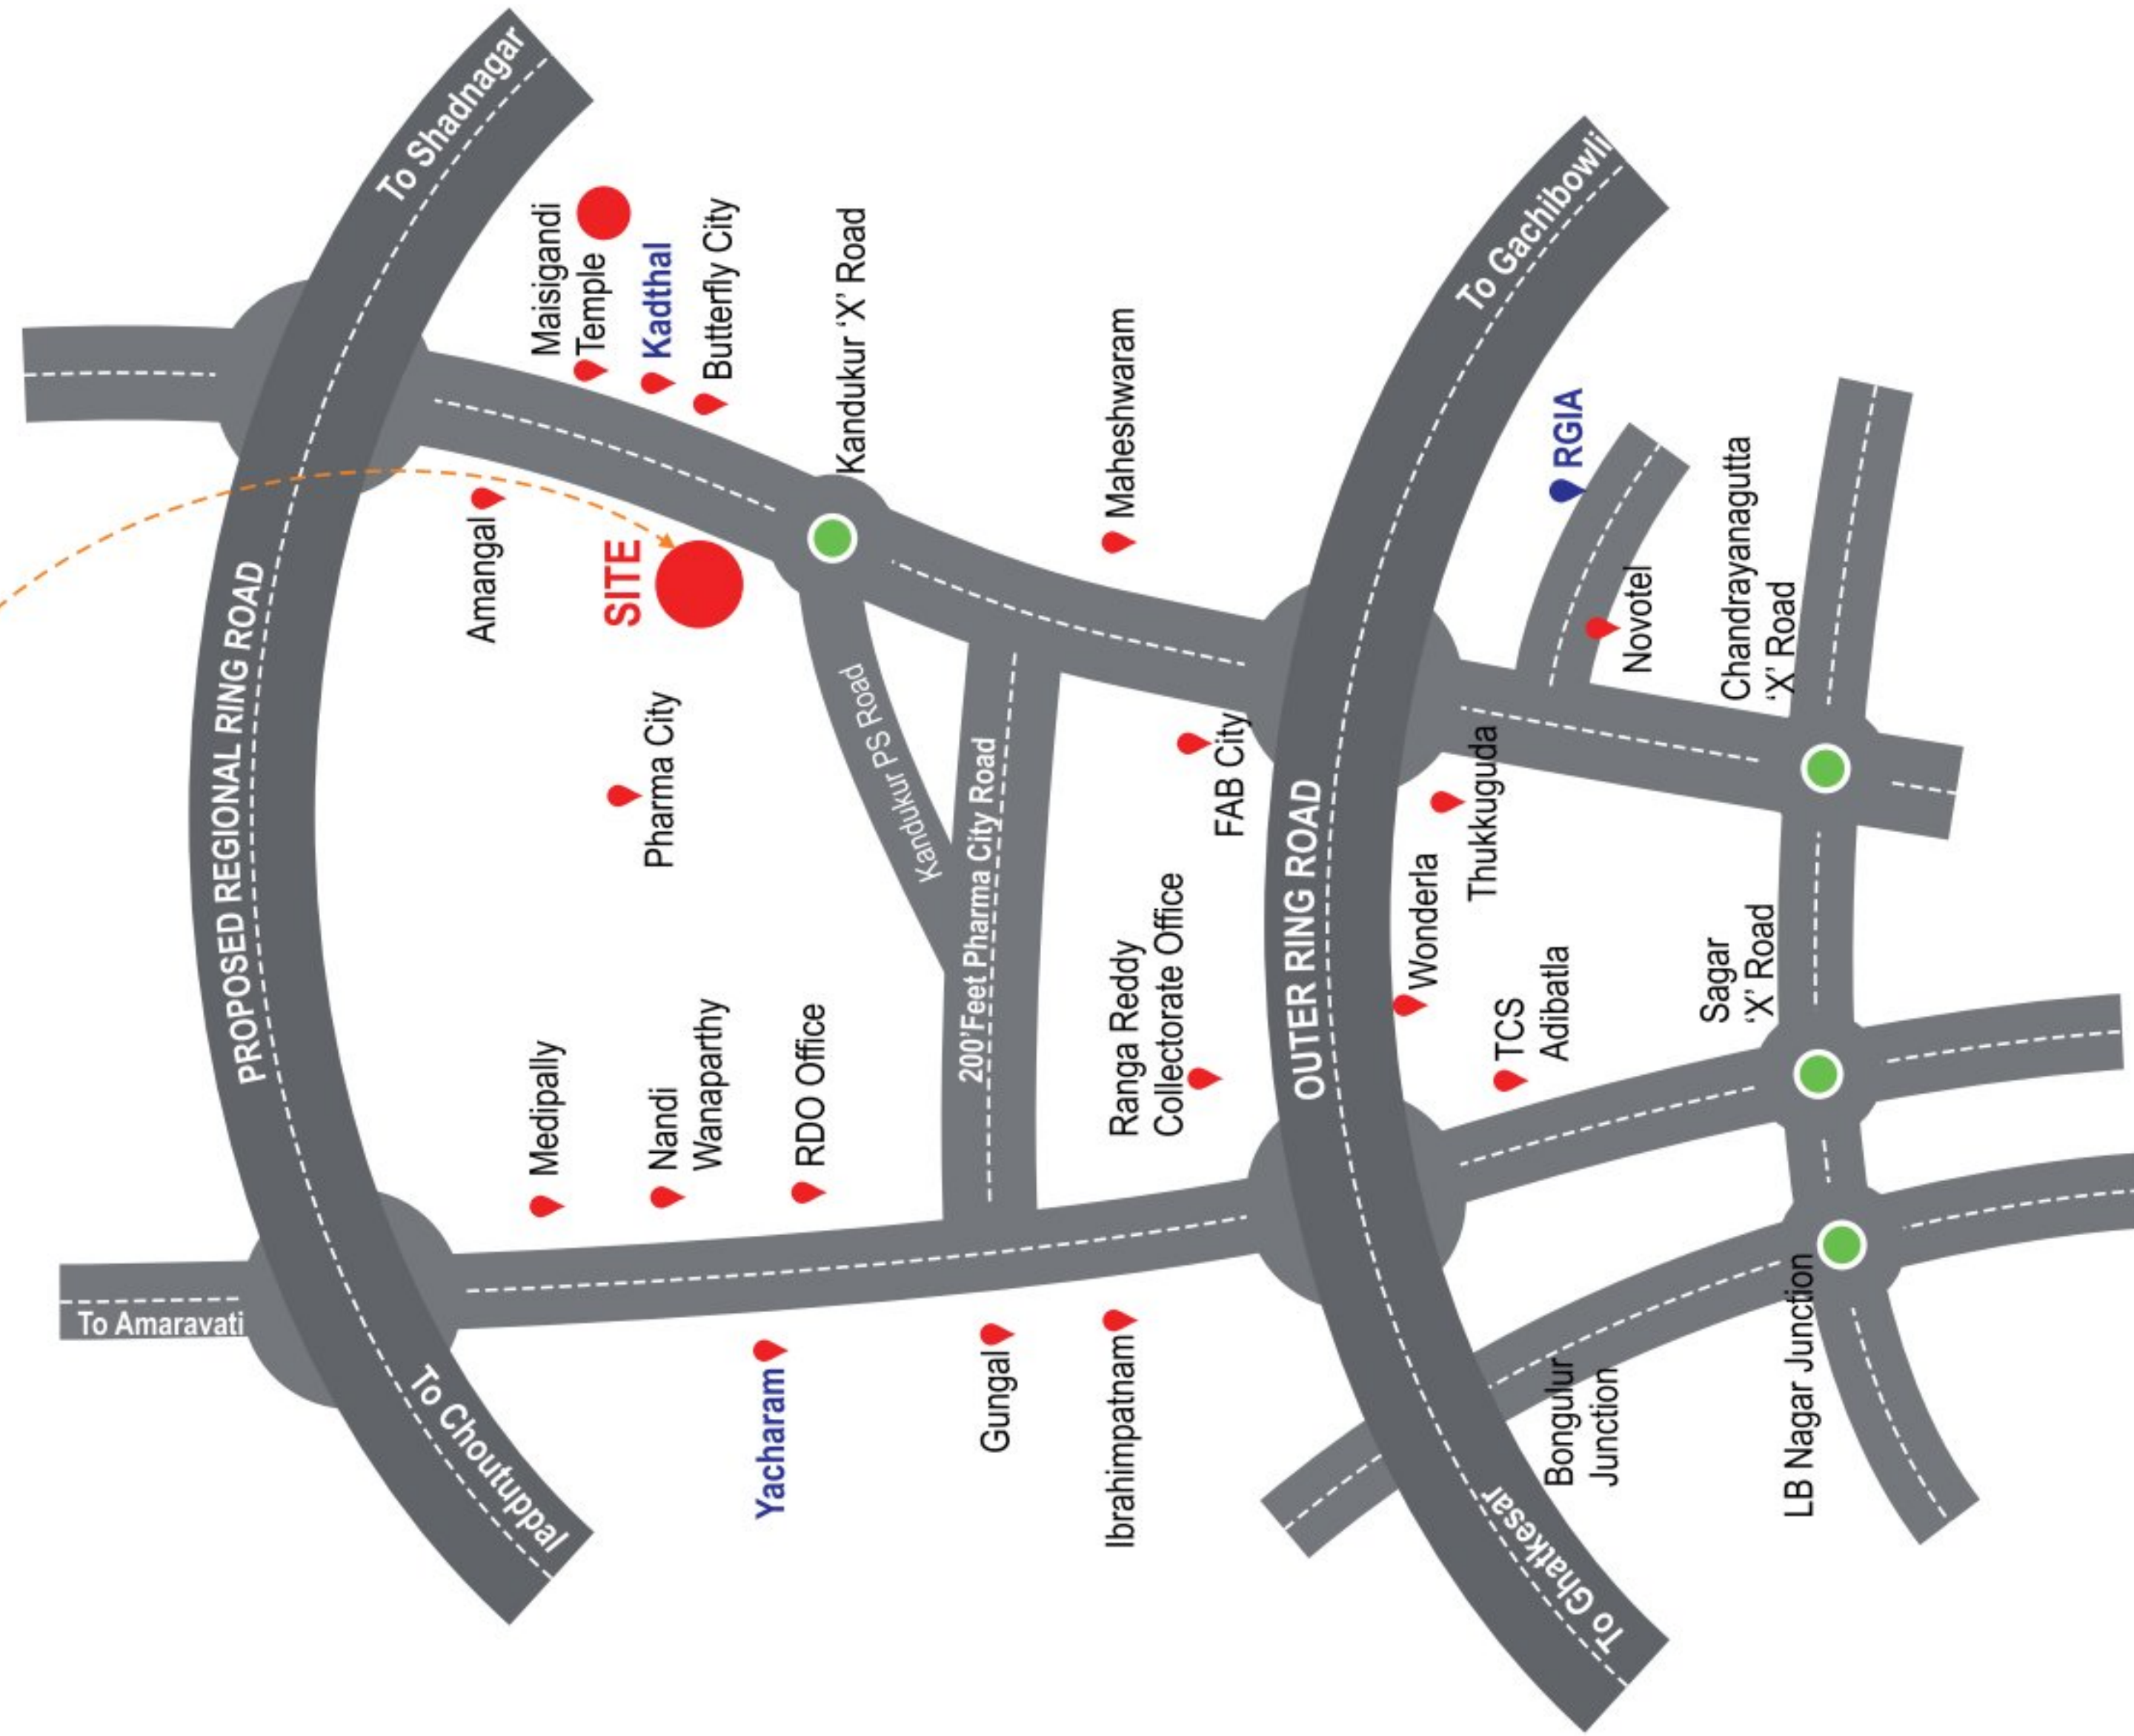 To Shadnagar
PROPOSED REGIONAL RING ROAD
To Choutuppal
To Amaravati
Maisigandi
Temple
Kadthal
Butterfly City
Kandukur ‘X’ Road
Amangal
SITE
Pharma City
Kandukur PS Road
200’Feet Pharma City Road
Medipally
Nandi
Wanaparthy
RDO Office
Yacharam
Gungal
Ibrahimpatnam
Maheshwaram
FAB City
Ranga Reddy
Collectorate Office
To Gachibowli
OUTER RING ROAD
To Ghatkesar
RGIA
Novotel
Chandrayanagutta
‘X’ Road
Thukkuguda
Wonderla
TCS
Adibatla
Sagar
‘X’ Road
Bongulur
Junction
LB Nagar Junction